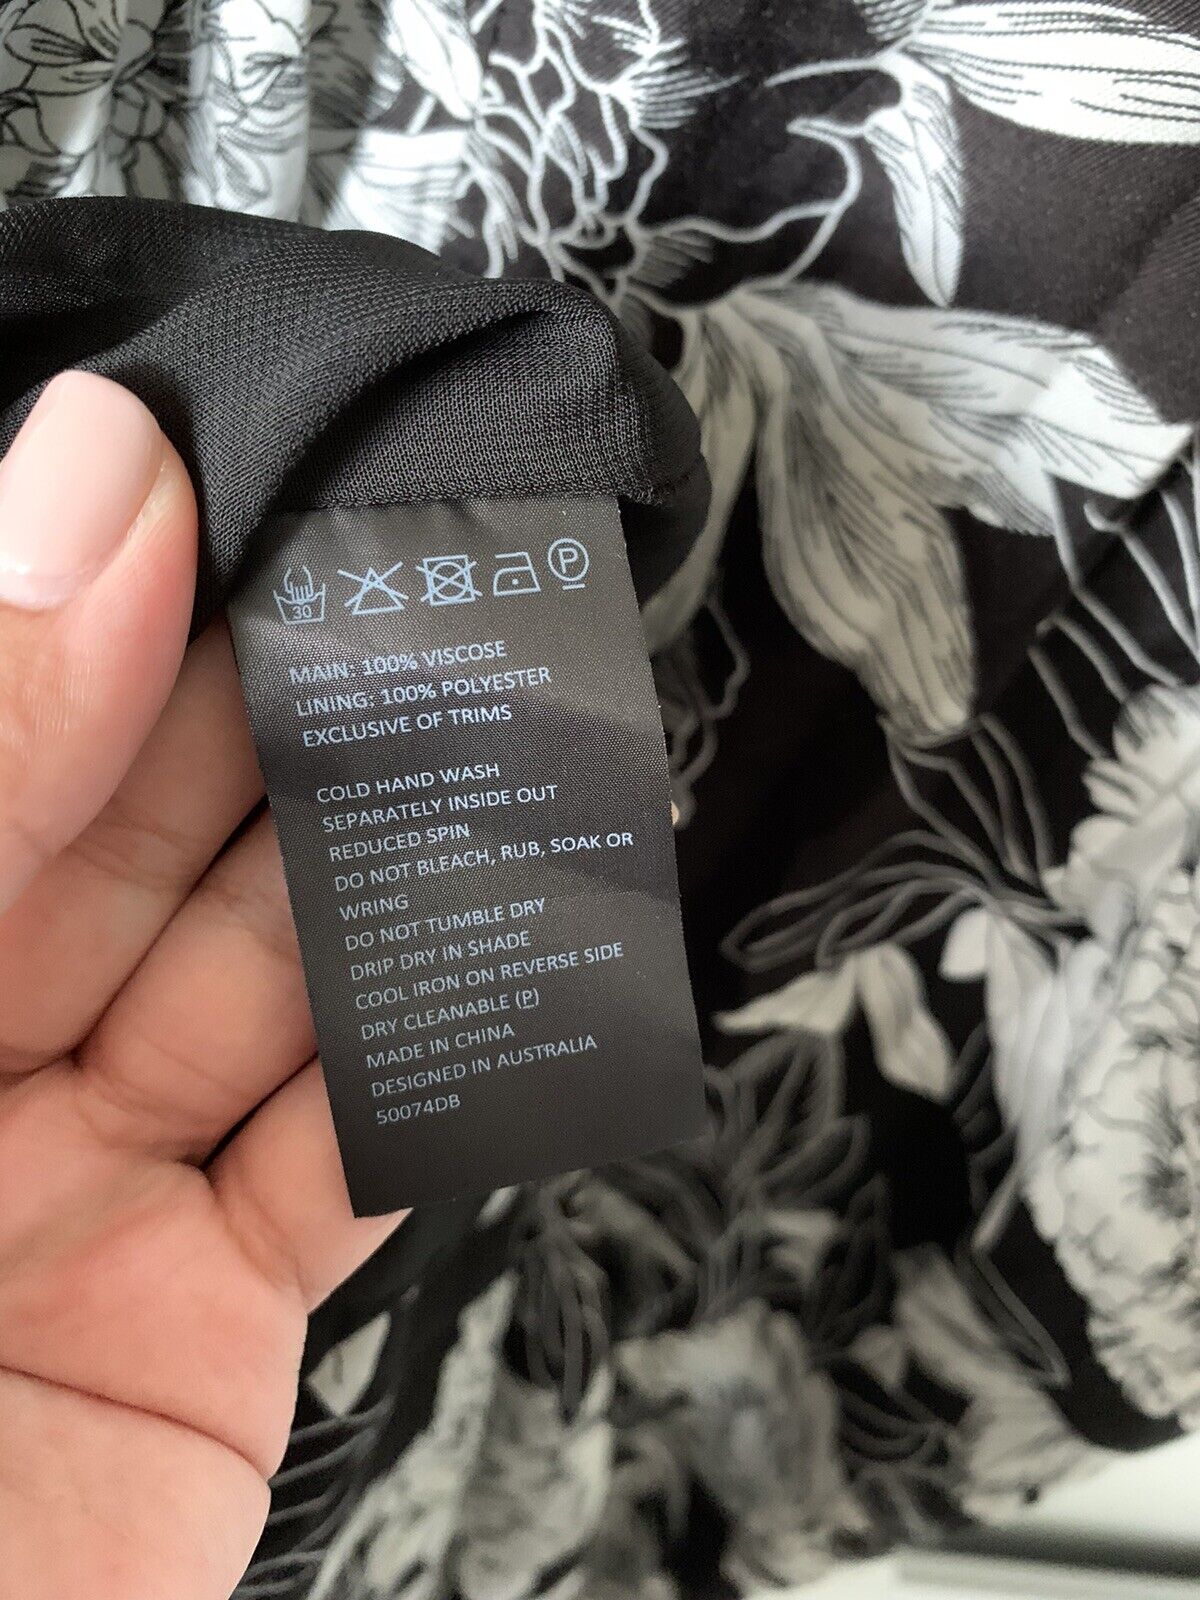 30 P
MAIN: 100% VISCOSE
LINING: 100% POLYESTER
EXCLUSIVE OF TRIMS
COLD HAND WASH
SEPARATELY INSIDE OUT
REDUCED SPIN
DO NOT BLEACH, RUB, SOAK OR
WRING
DO NOT TUMBLE DRY
DRIP DRY IN SHADE
COOL IRON ON REVERSE SIDE
DRY CLEANABLE (P)
MADE IN CHINA
DESIGNED IN AUSTRALIA
50074DB